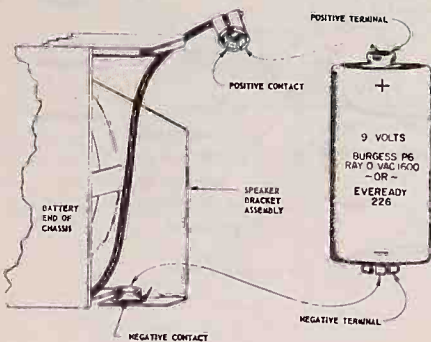 POSITIVE TERMINAL
POSITIVE CONTACT
+
9 VOLTS
BURGESS P6
RAY O VAC 1600
~OR~
EVEREADY
226
−
BATTERY
END OF
CHASSIS
SPEAKER
BRACKET
ASSEMBLY
NEGATIVE TERMINAL
NEGATIVE CONTACT